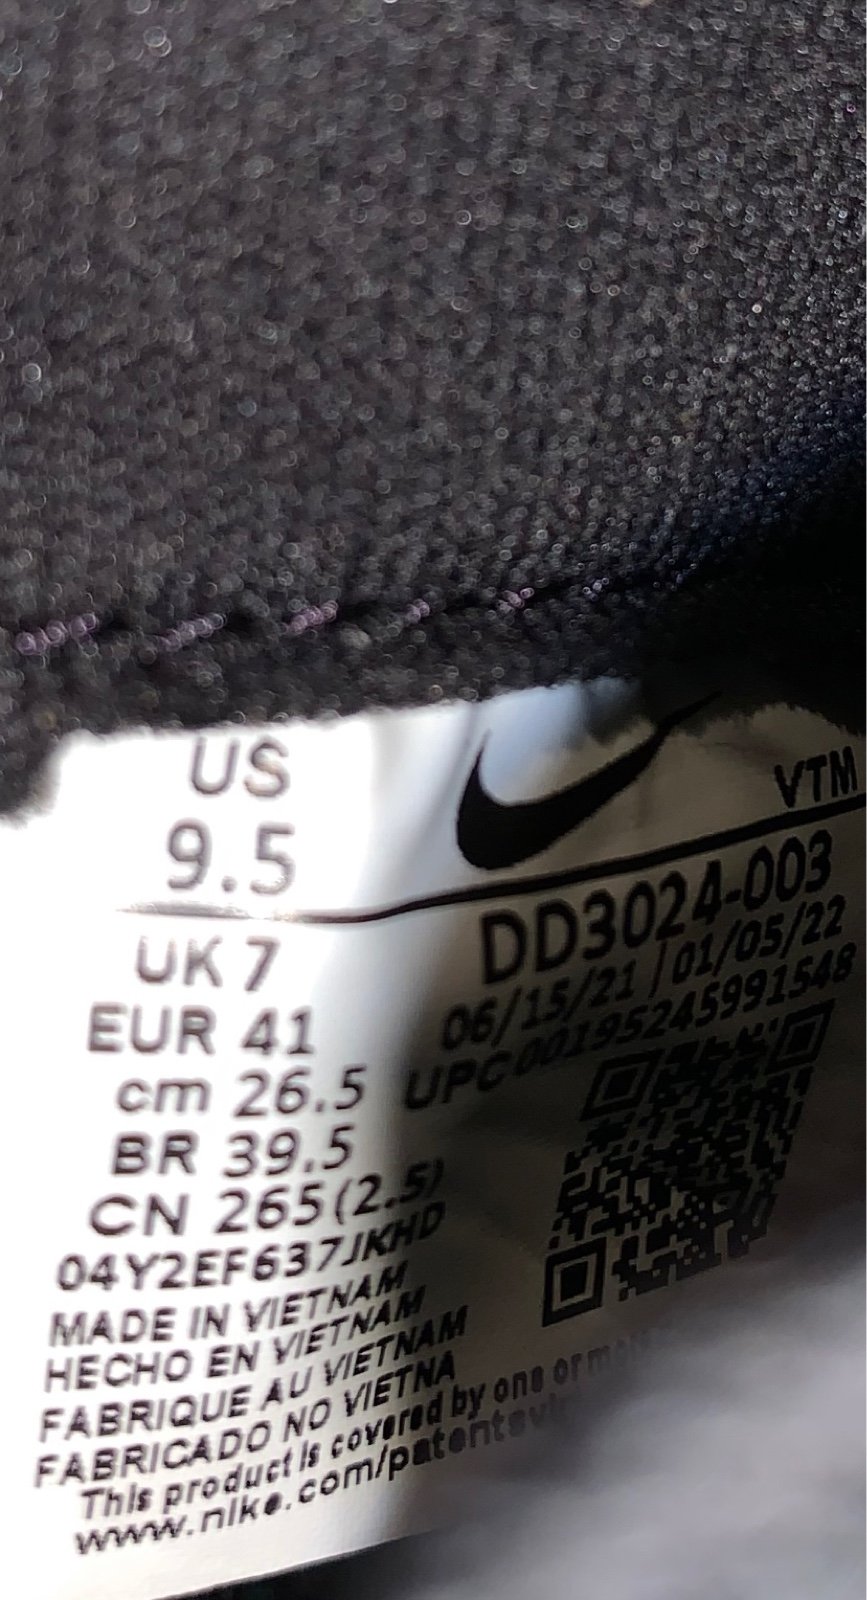 US
9.5
VTM
UK 7
EUR 41
cm 26.5
BR 39.5
CN 265(2.5)
04Y2EF637JKHD
DD3024-003
06/15/21 | 01/05/22
UPC00195245991548
MADE IN VIETNAM
HECHO EN VIETNAM
FABRIQUE AU VIETNAM
FABRICADO NO VIETNA
This product is covered by one or more
www.nike.com/patents